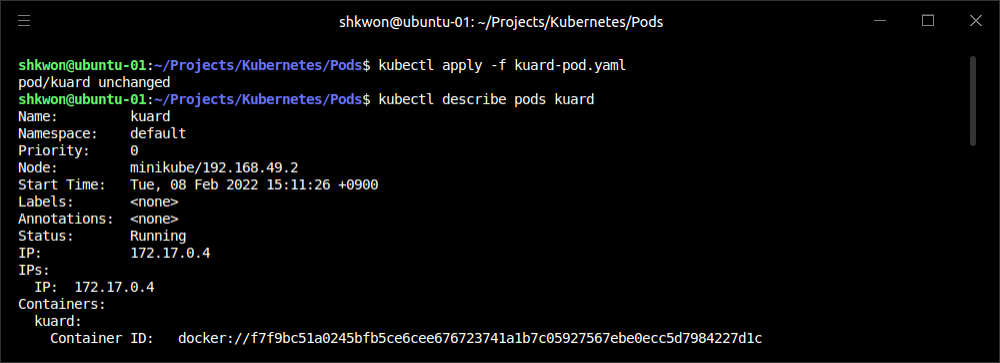 shkwon@ubuntu-01: ~/Projects/Kubernetes/Pods
shkwon@ubuntu-01:~/Projects/Kubernetes/Pods$ kubectl apply -f kuard-pod.yaml
pod/kuard unchanged
shkwon@ubuntu-01:~/Projects/Kubernetes/Pods$ kubectl describe pods kuard
Name:         kuard
Namespace:    default
Priority:     0
Node:         minikube/192.168.49.2
Start Time:   Tue, 08 Feb 2022 15:11:26 +0900
Labels:       <none>
Annotations:  <none>
Status:       Running
IP:           172.17.0.4
IPs:
  IP:  172.17.0.4
Containers:
  kuard:
    Container ID:   docker://f7f9bc51a0245bfb5ce6cee676723741a1b7c05927567ebe0ecc5d7984227d1c